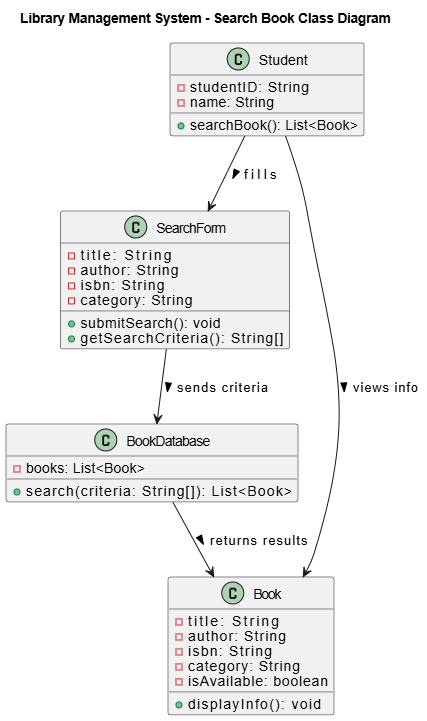 Library Management System - Search Book Class Diagram
C Student
studentID: String
name: String
searchBook(): List<Book>
fills
C SearchForm
title: String
author: String
isbn: String
category: String
submitSearch(): void
getSearchCriteria(): String[]
sends criteria
views info
C BookDatabase
books: List<Book>
search(criteria: String[]): List<Book>
returns results
C Book
title: String
author: String
isbn: String
category: String
isAvailable: boolean
displayInfo(): void